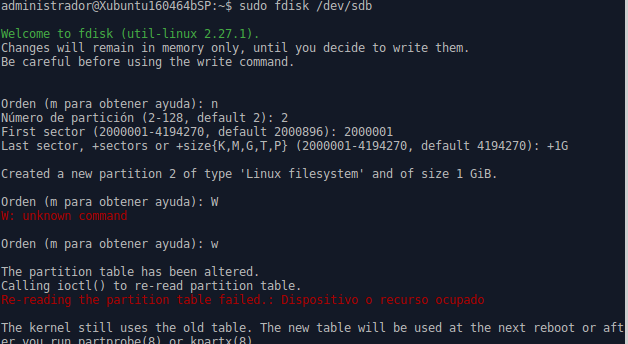 administrador@Xubuntu160464bSP:~$ sudo fdisk /dev/sdb
Welcome to fdisk (util-linux 2.27.1).
Changes will remain in memory only, until you decide to write them.
Be careful before using the write command.
Orden (m para obtener ayuda): n
Número de partición (2-128, default 2): 2
First sector (2000001-4194270, default 2000896): 2000001
Last sector, +sectors or +size{K,M,G,T,P} (2000001-4194270, default 4194270): +1G
Created a new partition 2 of type 'Linux filesystem' and of size 1 GiB.
Orden (m para obtener ayuda): W
W: unknown command
Orden (m para obtener ayuda): w
The partition table has been altered.
Calling ioctl() to re-read partition table.
Re-reading the partition table failed.: Dispositivo o recurso ocupado
The kernel still uses the old table. The new table will be used at the next reboot or aft
er you run partprobe(8) or kpartx(8)